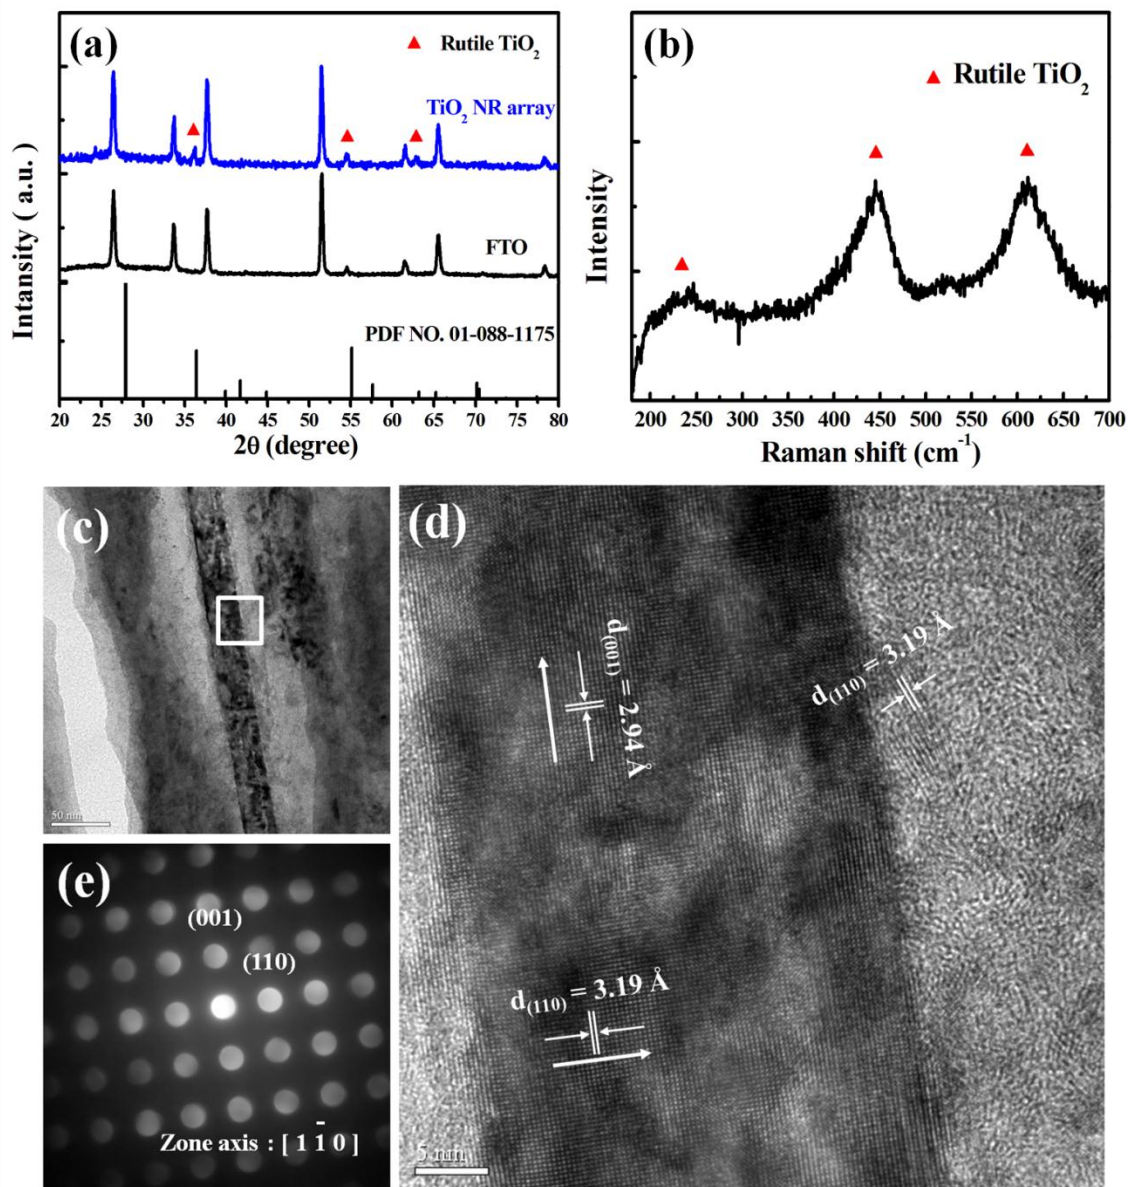 (a)
▲ Rutile TiO₂
TiO₂ NR array
FTO
PDF NO. 01-088-1175
Intansity ( a.u. )
20 25 30 35 40 45 50 55 60 65 70 75 80
2θ (degree)
(b)
▲ Rutile TiO₂
Intensity
200 250 300 350 400 450 500 550 600 650 700
Raman shift (cm⁻¹)
(c)
50 nm
(d)
d(001) = 2.94 Å
d(110) = 3.19 Å
d(110) = 3.19 Å
5 nm
(e)
(001)
(110)
Zone axis : [ 1 1̄ 0 ]